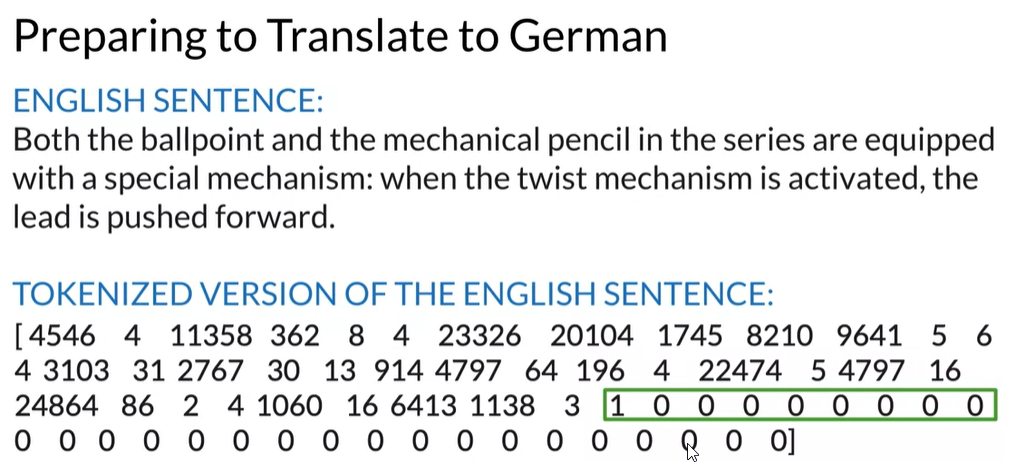 Preparing to Translate to German
ENGLISH SENTENCE:
Both the ballpoint and the mechanical pencil in the series are equipped
with a special mechanism: when the twist mechanism is activated, the
lead is pushed forward.
TOKENIZED VERSION OF THE ENGLISH SENTENCE:
[ 4546 4 11358 362 8 4 23326 20104 1745 8210 9641 5 6
4 3103 31 2767 30 13 914 4797 64 196 4 22474 5 4797 16
24864 86 2 4 1060 16 6413 1138 3 1 0 0 0 0 0 0 0 0
0 0 0 0 0 0 0 0 0 0 0 0 0 0 0 0 0 0]